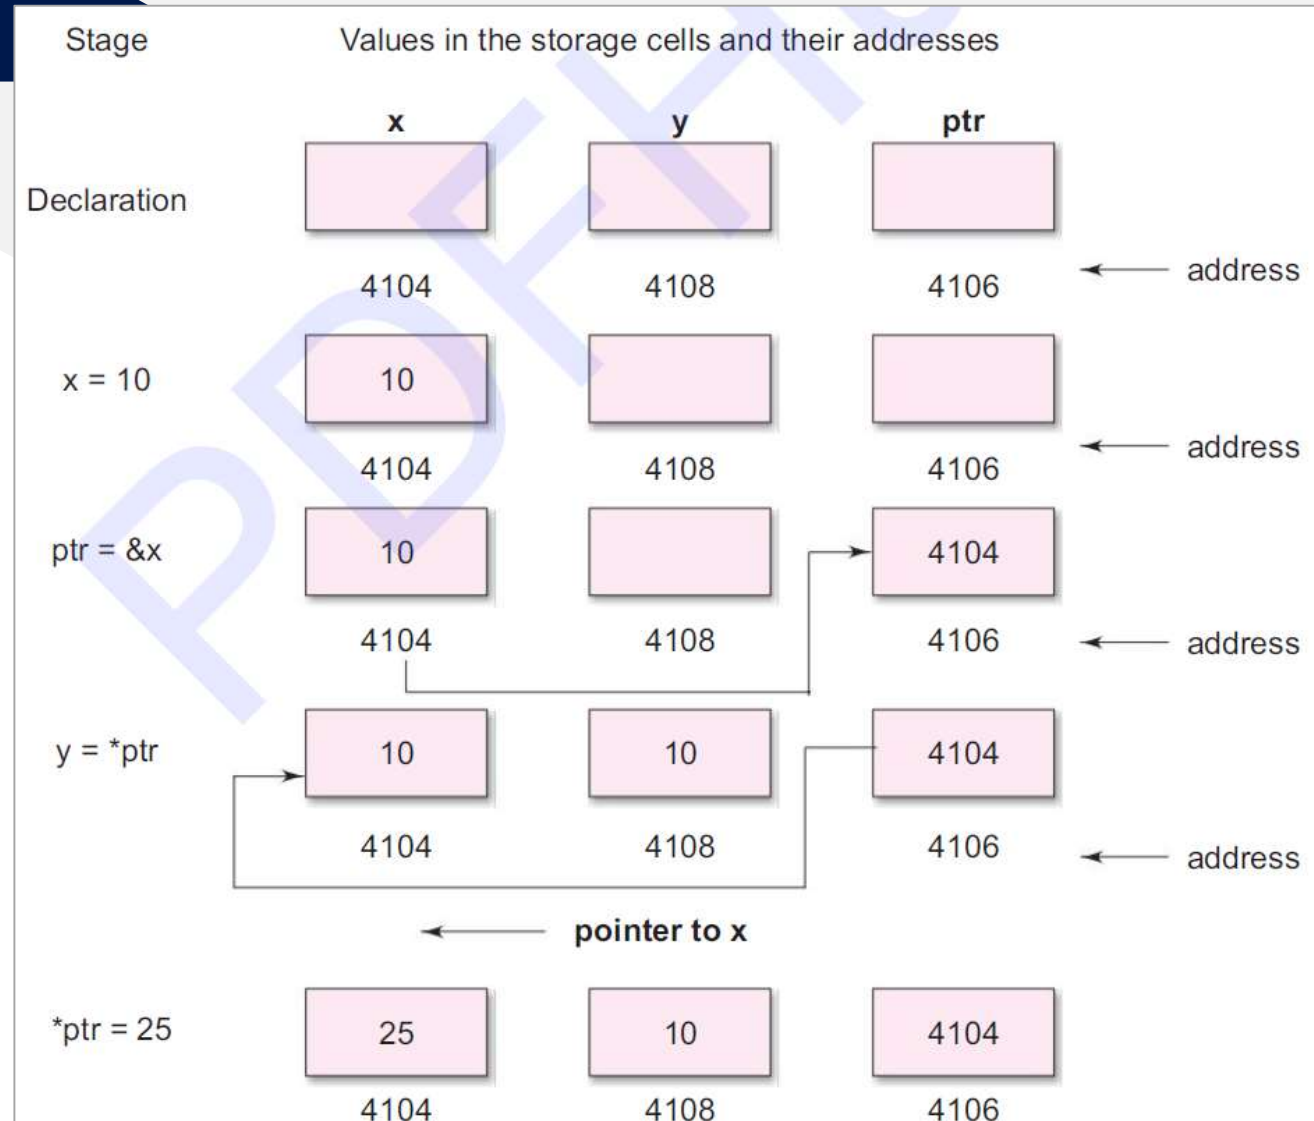 Stage Values in the storage cells and their addresses
x y ptr
Declaration
4104 4108 4106 address
x = 10 10
4104 4108 4106 address
ptr = &x 10 4104
4104 4108 4106 address
y = *ptr 10 10 4104
4104 4108 4106 address
pointer to x
*ptr = 25 25 10 4104
4104 4108 4106